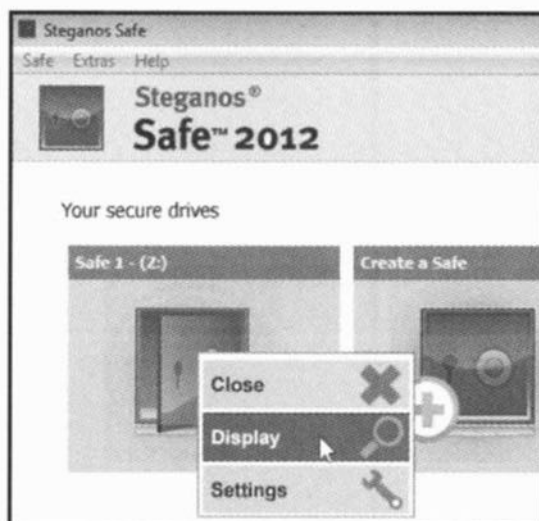 Steganos Safe
Safe Extras Help
Steganos®
Safe™ 2012
Your secure drives
Safe 1 - (Z:)
Create a Safe
Close
Display
Settings